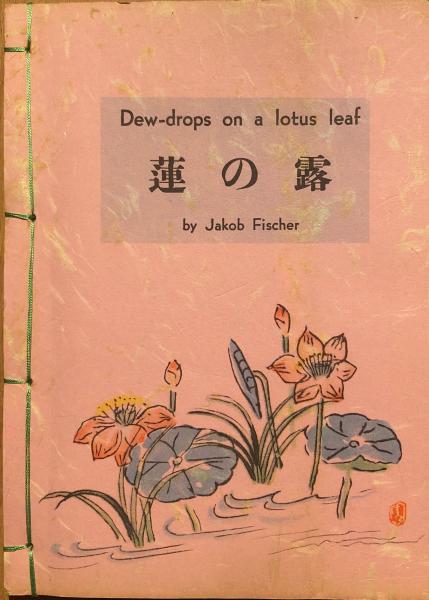 Dew-drops on a lotus leaf
蓮の露
by Jakob Fischer